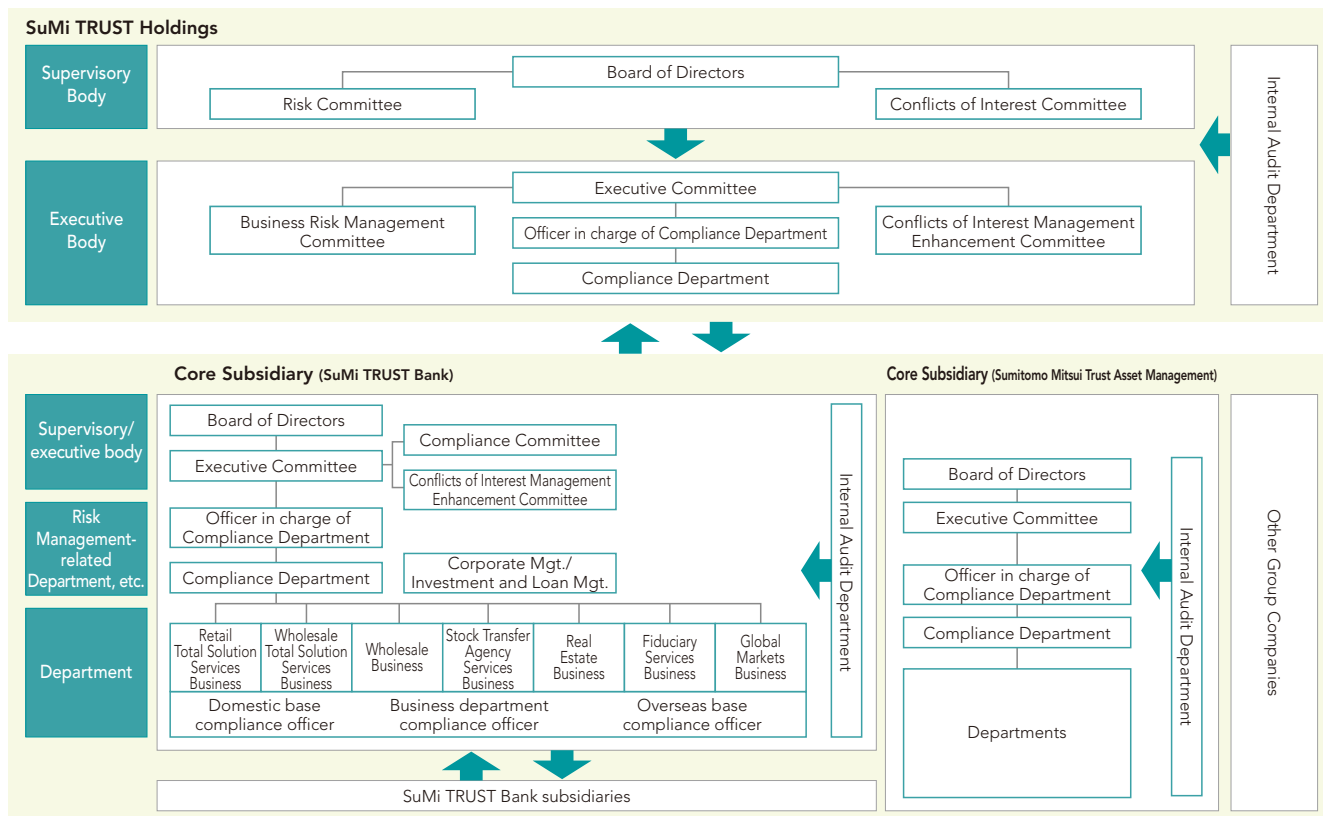 SuMi TRUST Holdings
Supervisory
Body
Board of Directors
Risk Committee
Conflicts of Interest Committee
Internal Audit Department
Executive
Body
Executive Committee
Business Risk Management
Committee
Officer in charge of Compliance Department
Conflicts of Interest Management
Enhancement Committee
Compliance Department
Core Subsidiary (SuMi TRUST Bank)
Supervisory/
executive body
Risk
Management-
related
Department, etc.
Department
Board of Directors
Executive Committee
Compliance Committee
Conflicts of Interest Management
Enhancement Committee
Officer in charge of
Compliance Department
Compliance Department
Corporate Mgt./
Investment and Loan Mgt.
Retail
Total Solution
Services
Business
Wholesale
Total Solution
Services
Business
Wholesale
Business
Stock Transfer
Agency
Services
Business
Real
Estate
Business
Fiduciary
Services
Business
Global
Markets
Business
Domestic base
compliance officer
Business department
compliance officer
Overseas base
compliance officer
Internal Audit Department
SuMi TRUST Bank subsidiaries
Core Subsidiary (Sumitomo Mitsui Trust Asset Management)
Board of Directors
Executive Committee
Officer in charge of
Compliance Department
Compliance Department
Departments
Internal Audit Department
Other Group Companies